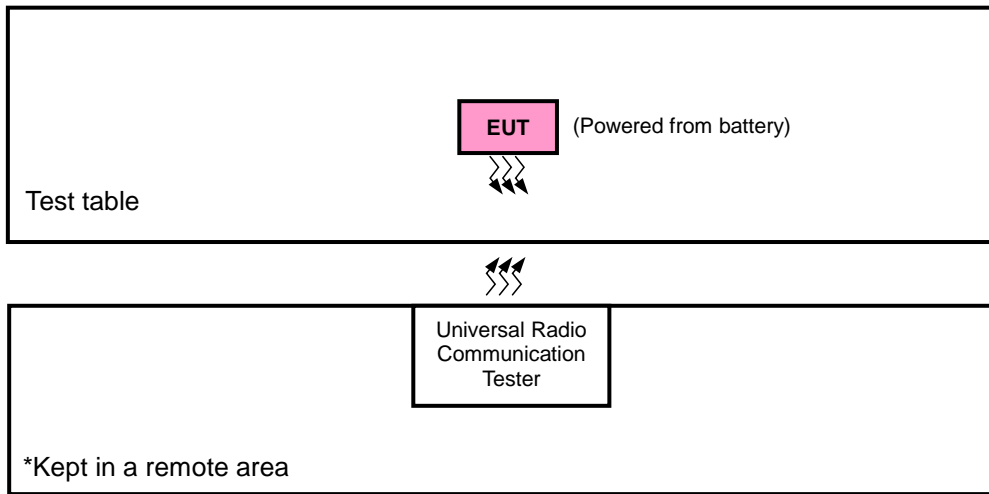 EUT
(Powered from battery)
Test table
Universal Radio
Communication
Tester
*Kept in a remote area